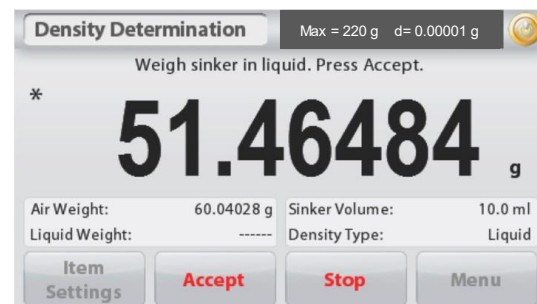 Density Determination Max = 220 g d= 0.00001 g
Weigh sinker in liquid. Press Accept.
*
51.46484 g
Air Weight: 60.04028 g Sinker Volume: 10.0 ml
Liquid Weight: ------ Density Type: Liquid
Item Settings Accept Stop Menu